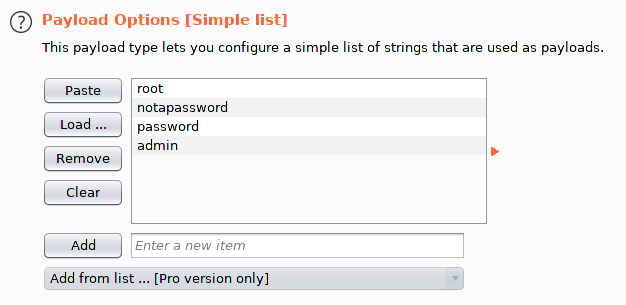 Payload Options [Simple list]
This payload type lets you configure a simple list of strings that are used as payloads.
Paste
Load ...
Remove
Clear
root
notapassword
password
admin
Add
Enter a new item
Add from list ... [Pro version only]